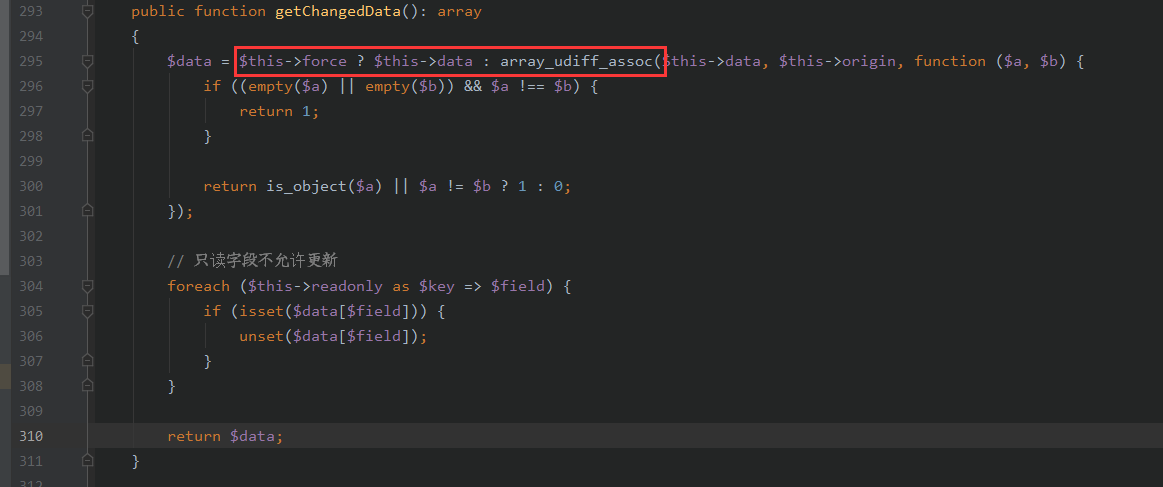 293 public function getChangedData(): array
294 {
295 $data = $this->force ? $this->data : array_udiff_assoc($this->data, $this->origin, function ($a, $b) {
296 if ((empty($a) || empty($b)) && $a !== $b) {
297 return 1;
298 }
299
300 return is_object($a) || $a != $b ? 1 : 0;
301 });
302
303 // 只读字段不允许更新
304 foreach ($this->readonly as $key => $field) {
305 if (isset($data[$field])) {
306 unset($data[$field]);
307 }
308 }
309
310 return $data;
311 }
312